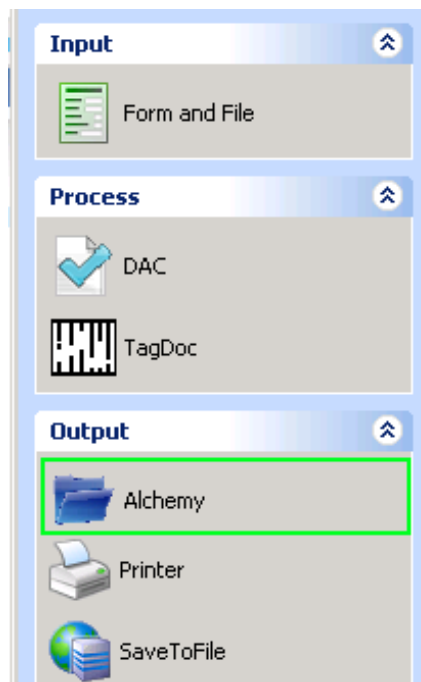 Input
Form and File
Process
DAC
TagDoc
Output
Alchemy
Printer
SaveToFile